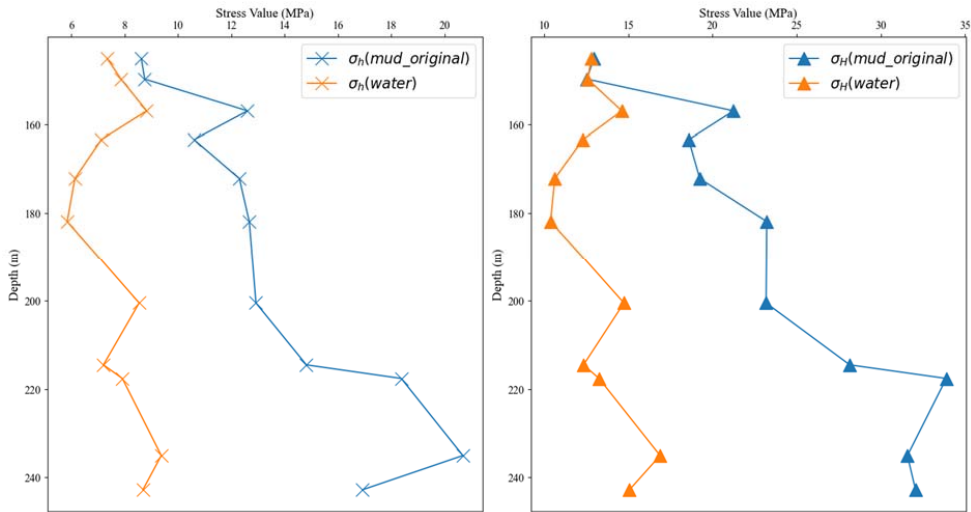 Stress Value (MPa)
6 8 10 12 14 16 18 20
σh(mud_original)
σh(water)
160
180
200
220
240
Depth (m)
Stress Value (MPa)
10 15 20 25 30 35
σH(mud_original)
σH(water)
160
180
200
220
240
Depth (m)